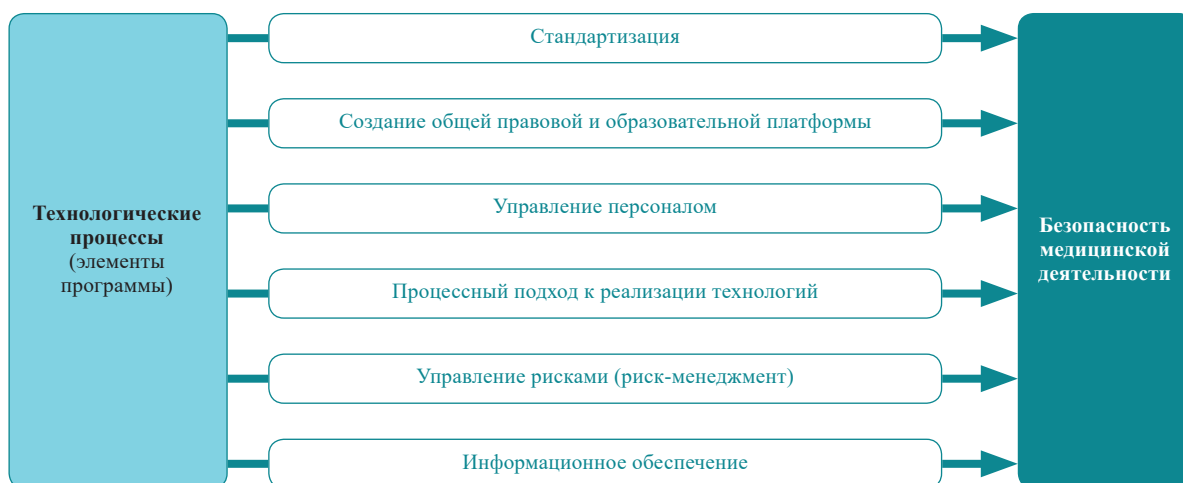 Технологические
процессы
(элементы
программы)
Стандартизация
Создание общей правовой и образовательной платформы
Управление персоналом
Процессный подход к реализации технологий
Управление рисками (риск-менеджмент)
Информационное обеспечение
Безопасность
медицинской
деятельности